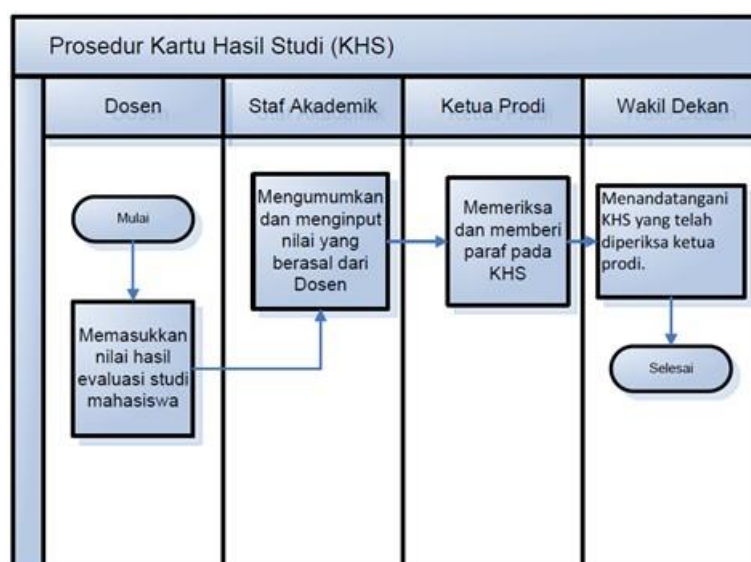 Prosedur Kartu Hasil Studi (KHS)
Dosen
Staf Akademik
Ketua Prodi
Wakil Dekan
Mulai
Memasukkan
nilai hasil
evaluasi studi
mahasiswa
Mengumumkan
dan menginput
nilai yang
berasal dari
Dosen
Memeriksa
dan memberi
paraf pada
KHS
Menandatangani
KHS yang telah
diperiksa ketua
prodi.
Selesai